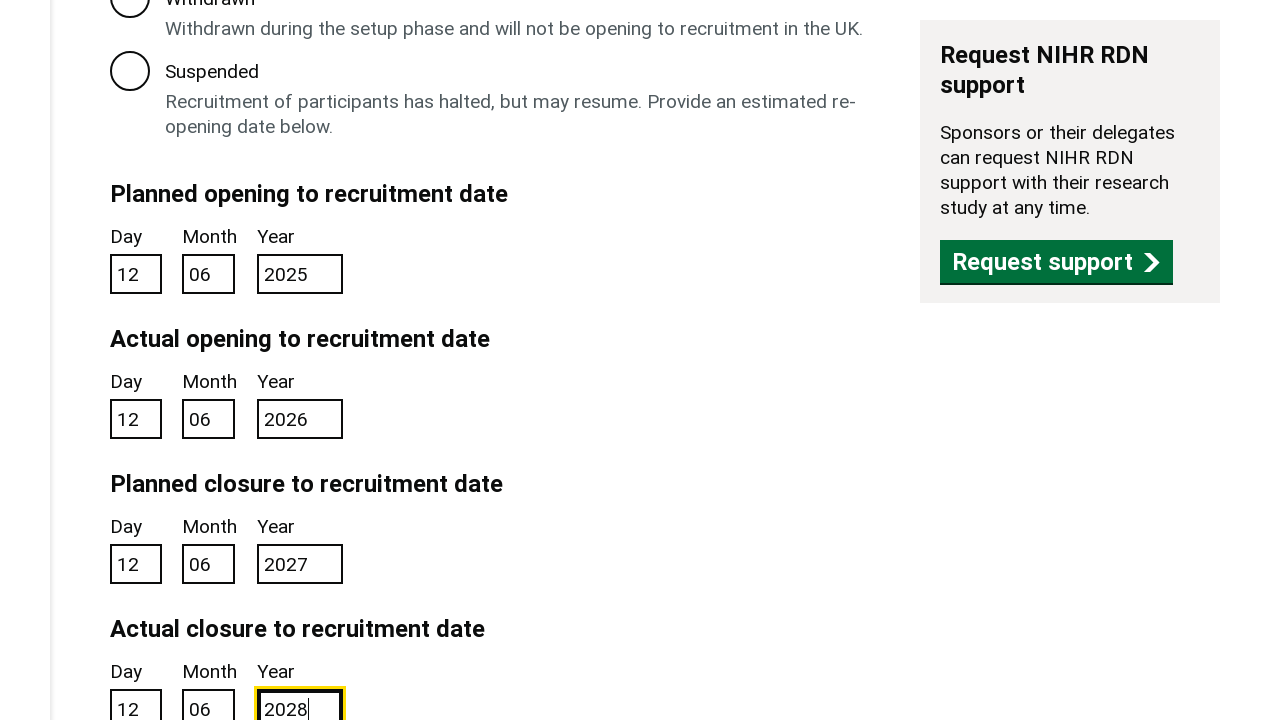 Withdrawn
Withdrawn during the setup phase and will not be opening to recruitment in the UK.
Suspended
Recruitment of participants has halted, but may resume. Provide an estimated re-
opening date below.
Planned opening to recruitment date
Day Month Year
12 06 2025
Actual opening to recruitment date
Day Month Year
12 06 2026
Planned closure to recruitment date
Day Month Year
12 06 2027
Actual closure to recruitment date
Day Month Year
12 06 2028
Request NIHR RDN
support
Sponsors or their delegates
can request NIHR RDN
support with their research
study at any time.
Request support